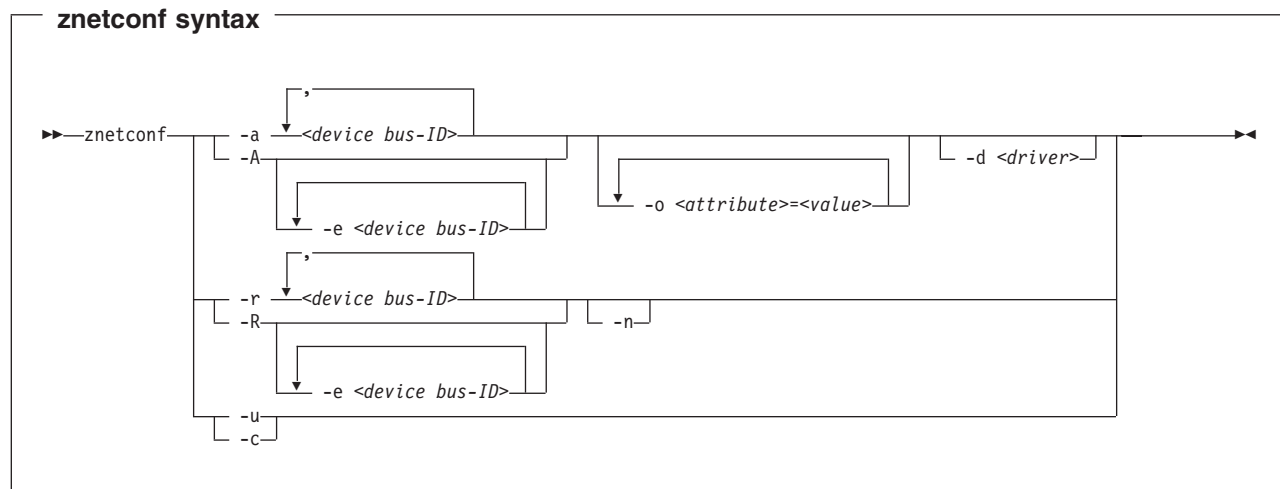 znetconf syntax
,
znetconf -a <device bus-ID>
-A -d <driver>
-e <device bus-ID> -o <attribute>=<value>
,
-r <device bus-ID>
-R -n
-e <device bus-ID>
-u
-c